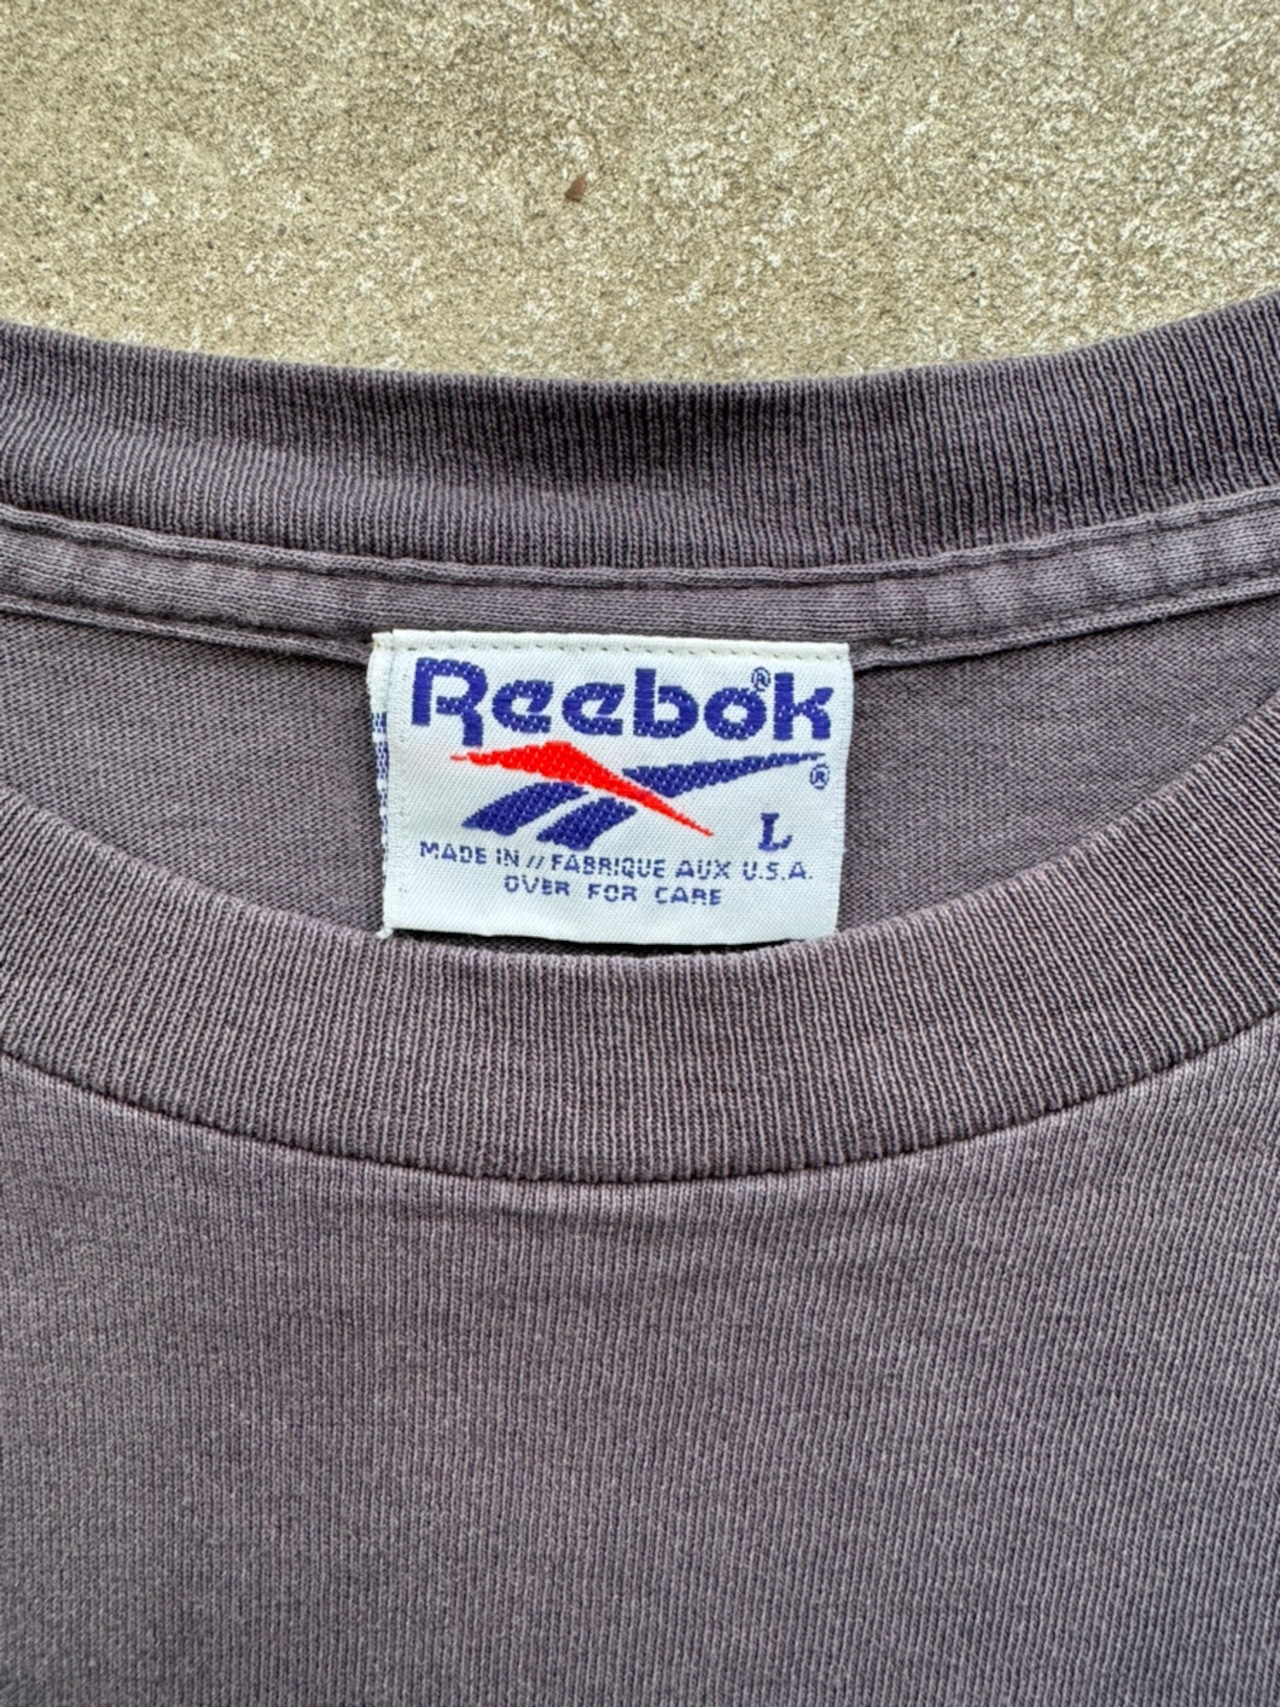 Reebok®
®
L
MADE IN // FABRIQUE AUX U.S.A.
OVER FOR CARE